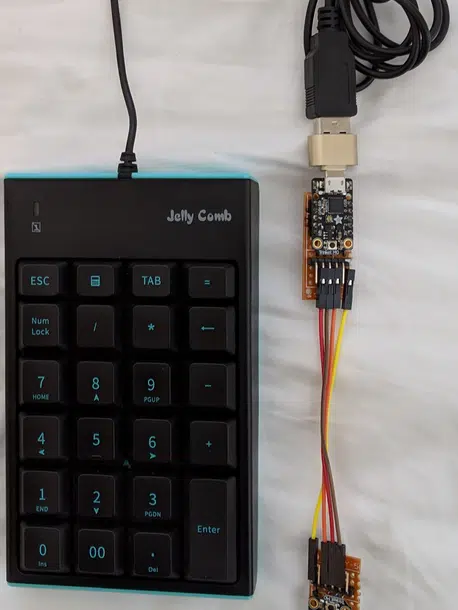 Jelly Comb
ESC
TAB
=
Num
Lock
/
*
←
7
HOME
8
9
PGUP
-
4
5
6
+
1
END
2
3
PGDN
Enter
0
Ins
00
.
Del